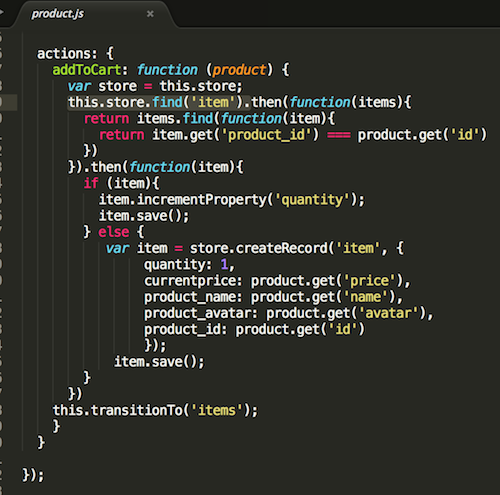 product.js ×
actions: {
addToCart: function (product) {
var store = this.store;
this.store.find('item').then(function(items){
return items.find(function(item){
return item.get('product_id') === product.get('id')
})
}).then(function(item){
if (item){
item.incrementProperty('quantity');
item.save();
} else {
var item = store.createRecord('item', {
quantity: 1,
currentprice: product.get('price'),
product_name: product.get('name'),
product_avatar: product.get('avatar'),
product_id: product.get('id')
});
item.save();
}
})
this.transitionTo('items');
}
}
});